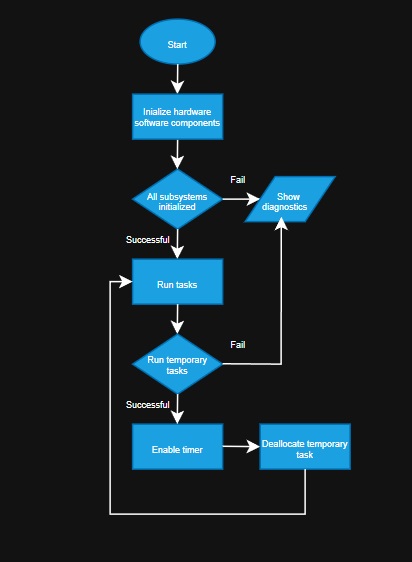 Start
Inialize hardware
software components
All subsystems
initialized
Fail
Show
diagnostics
Successful
Run tasks
Run temporary
tasks
Fail
Successful
Enable timer
Deallocate temporary
task